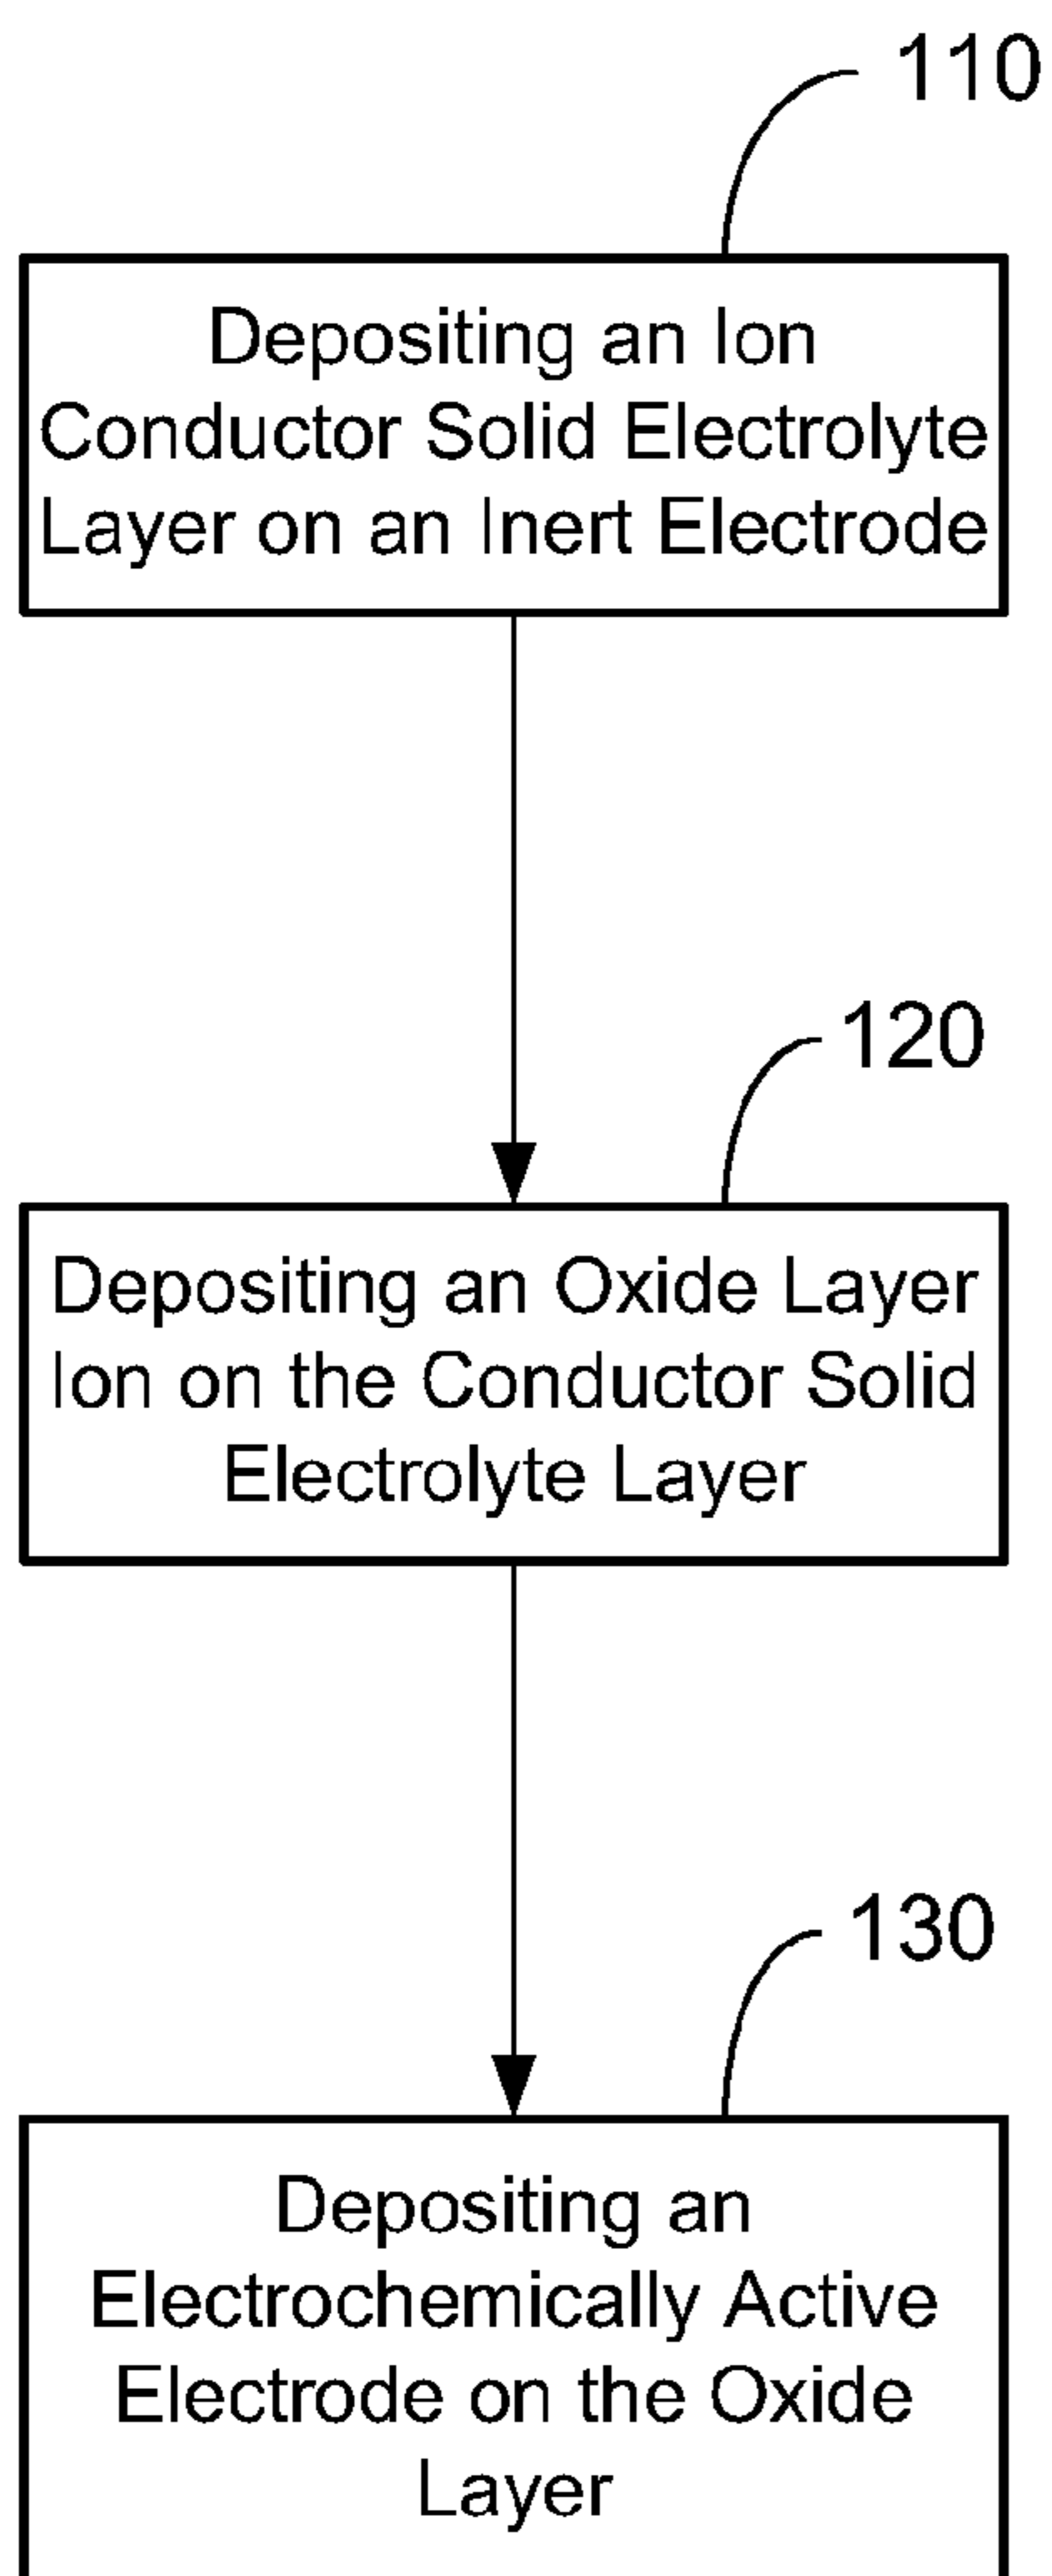 110
Depositing an Ion
Conductor Solid Electrolyte
Layer on an Inert Electrode
120
Depositing an Oxide Layer
Ion on the Conductor Solid
Electrolyte Layer
130
Depositing an
Electrochemically Active
Electrode on the Oxide
Layer